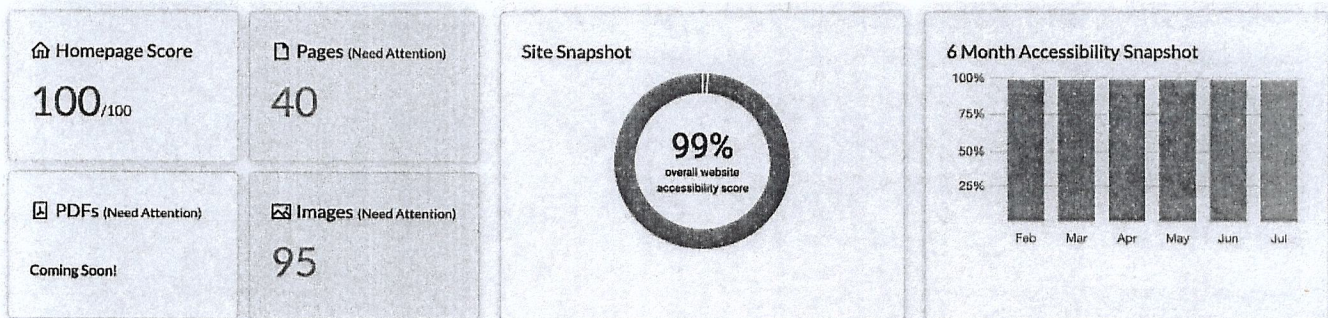 Homepage Score
100/100
Pages (Need Attention)
40
PDFs (Need Attention)
Coming Soon!
Images (Need Attention)
95
Site Snapshot
99%
overall website
accessibility score
6 Month Accessibility Snapshot
100%
75%
50%
25%
Feb Mar Apr May Jun Jul